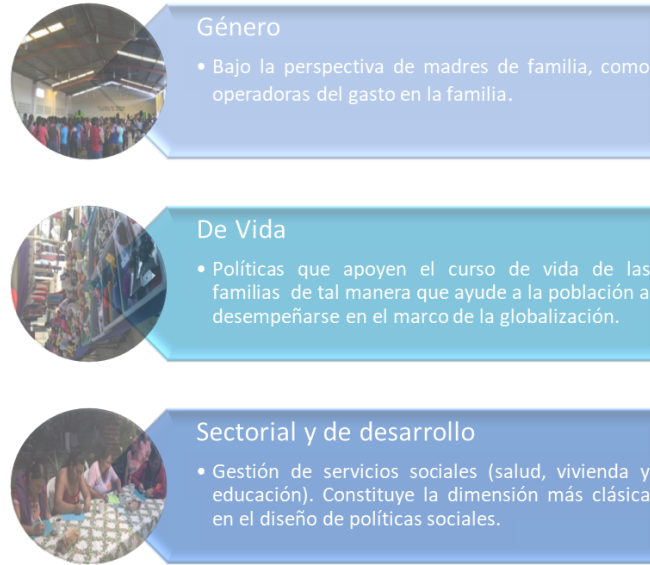 Género
• Bajo la perspectiva de madres de familia, como
operadoras del gasto en la familia.
De Vida
• Políticas que apoyen el curso de vida de las
familias de tal manera que ayude a la población a
desempeñarse en el marco de la globalización.
Sectorial y de desarrollo
• Gestión de servicios sociales (salud, vivienda y
educación). Constituye la dimensión más clásica
en el diseño de políticas sociales.